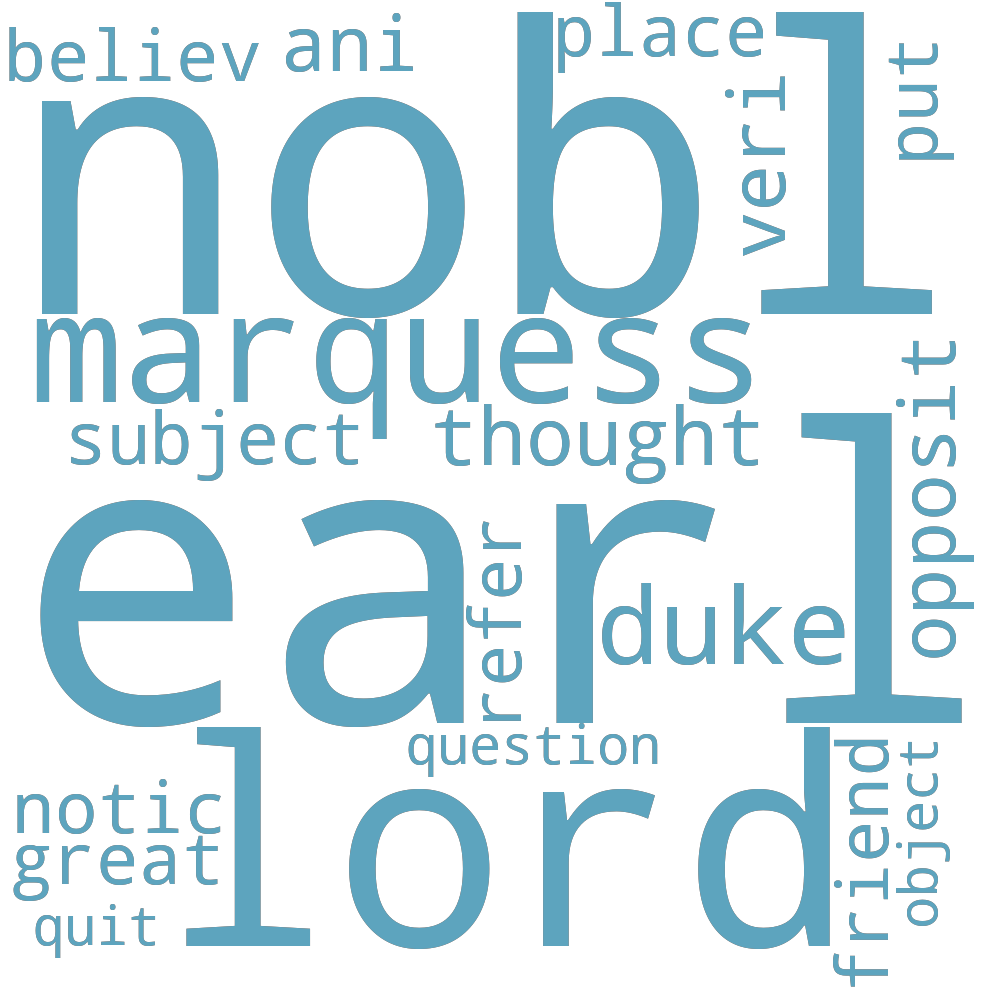 believ
ani
place
put
veri
nobl
marquess
subject
thought
opposit
earl
refer
duke
question
lord
notic
great
quit
friend
object